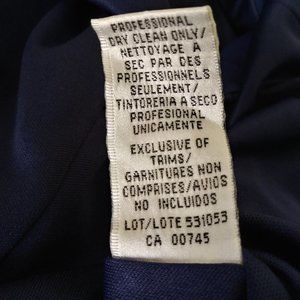 PROFESSIONAL
DRY CLEAN ONLY/
NETTOYAGE A
SEC PAR DES
PROFESSIONNELS
SEULEMENT/
TINTORERIA A SECO
PROFESIONAL
UNICAMENTE
EXCLUSIVE OF
TRIMS/
GARNITURES NON
COMPRISES/AVIOS
NO INCLUIDOS
LOT/LOTE 531053
CA 00745